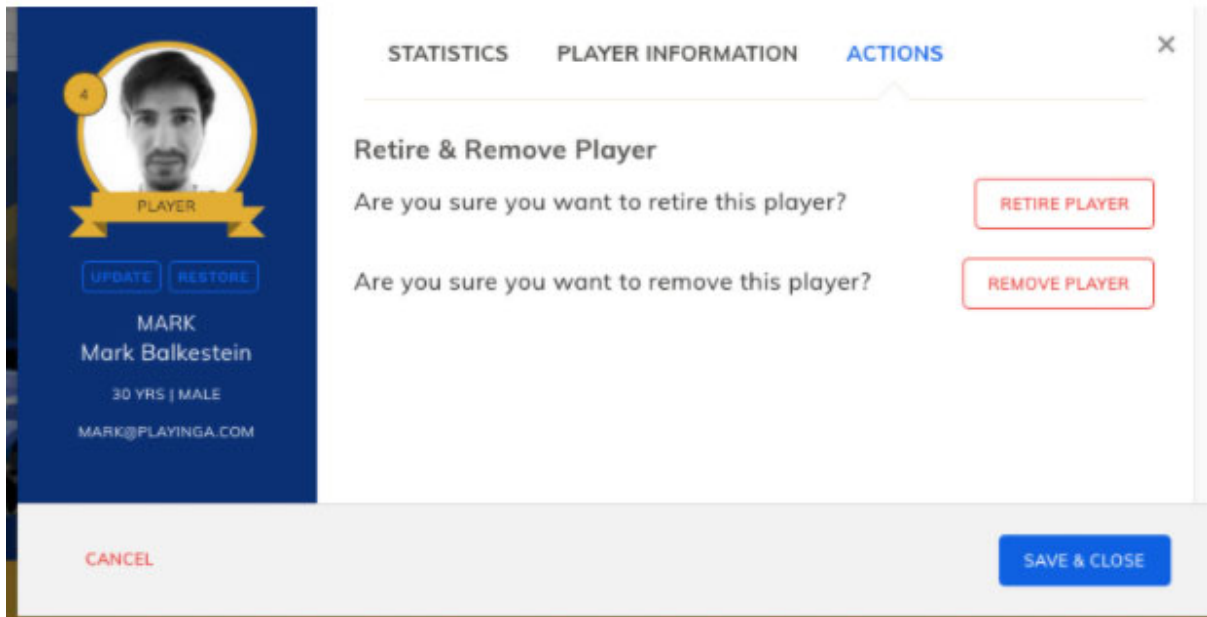 4
PLAYER
UPDATE RESTORE
MARK
Mark Balkestein
30 YRS | MALE
MARK@PLAYINGA.COM
STATISTICS PLAYER INFORMATION ACTIONS ×
Retire & Remove Player
Are you sure you want to retire this player? RETIRE PLAYER
Are you sure you want to remove this player? REMOVE PLAYER
CANCEL SAVE & CLOSE